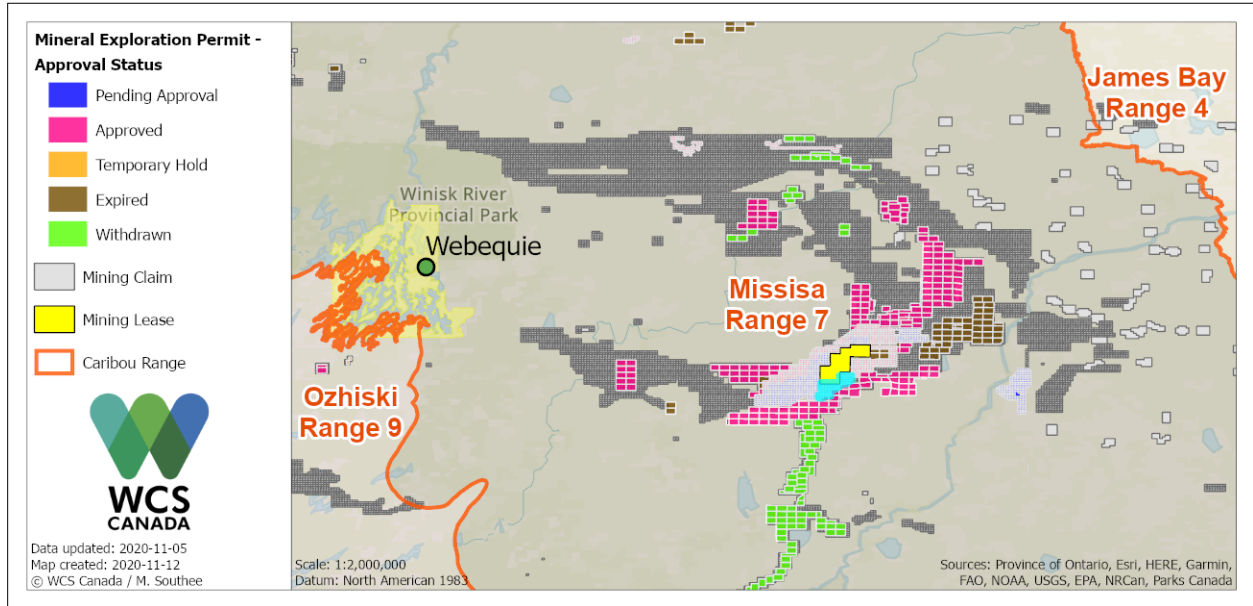 Mineral Exploration Permit -
Approval Status
Pending Approval
Approved
Temporary Hold
Expired
Withdrawn
Mining Claim
Mining Lease
Caribou Range
WCS
CANADA
Data updated: 2020-11-05
Map created: 2020-11-12
© WCS Canada / M. Southee
James Bay
Range 4
Winisk River
Provincial Park
Webequie
Missisa
Range 7
Ozhiski
Range 9
Scale: 1:2,000,000
Datum: North American 1983
Sources: Province of Ontario, Esri, HERE, Garmin,
FAO, NOAA, USGS, EPA, NRCan, Parks Canada